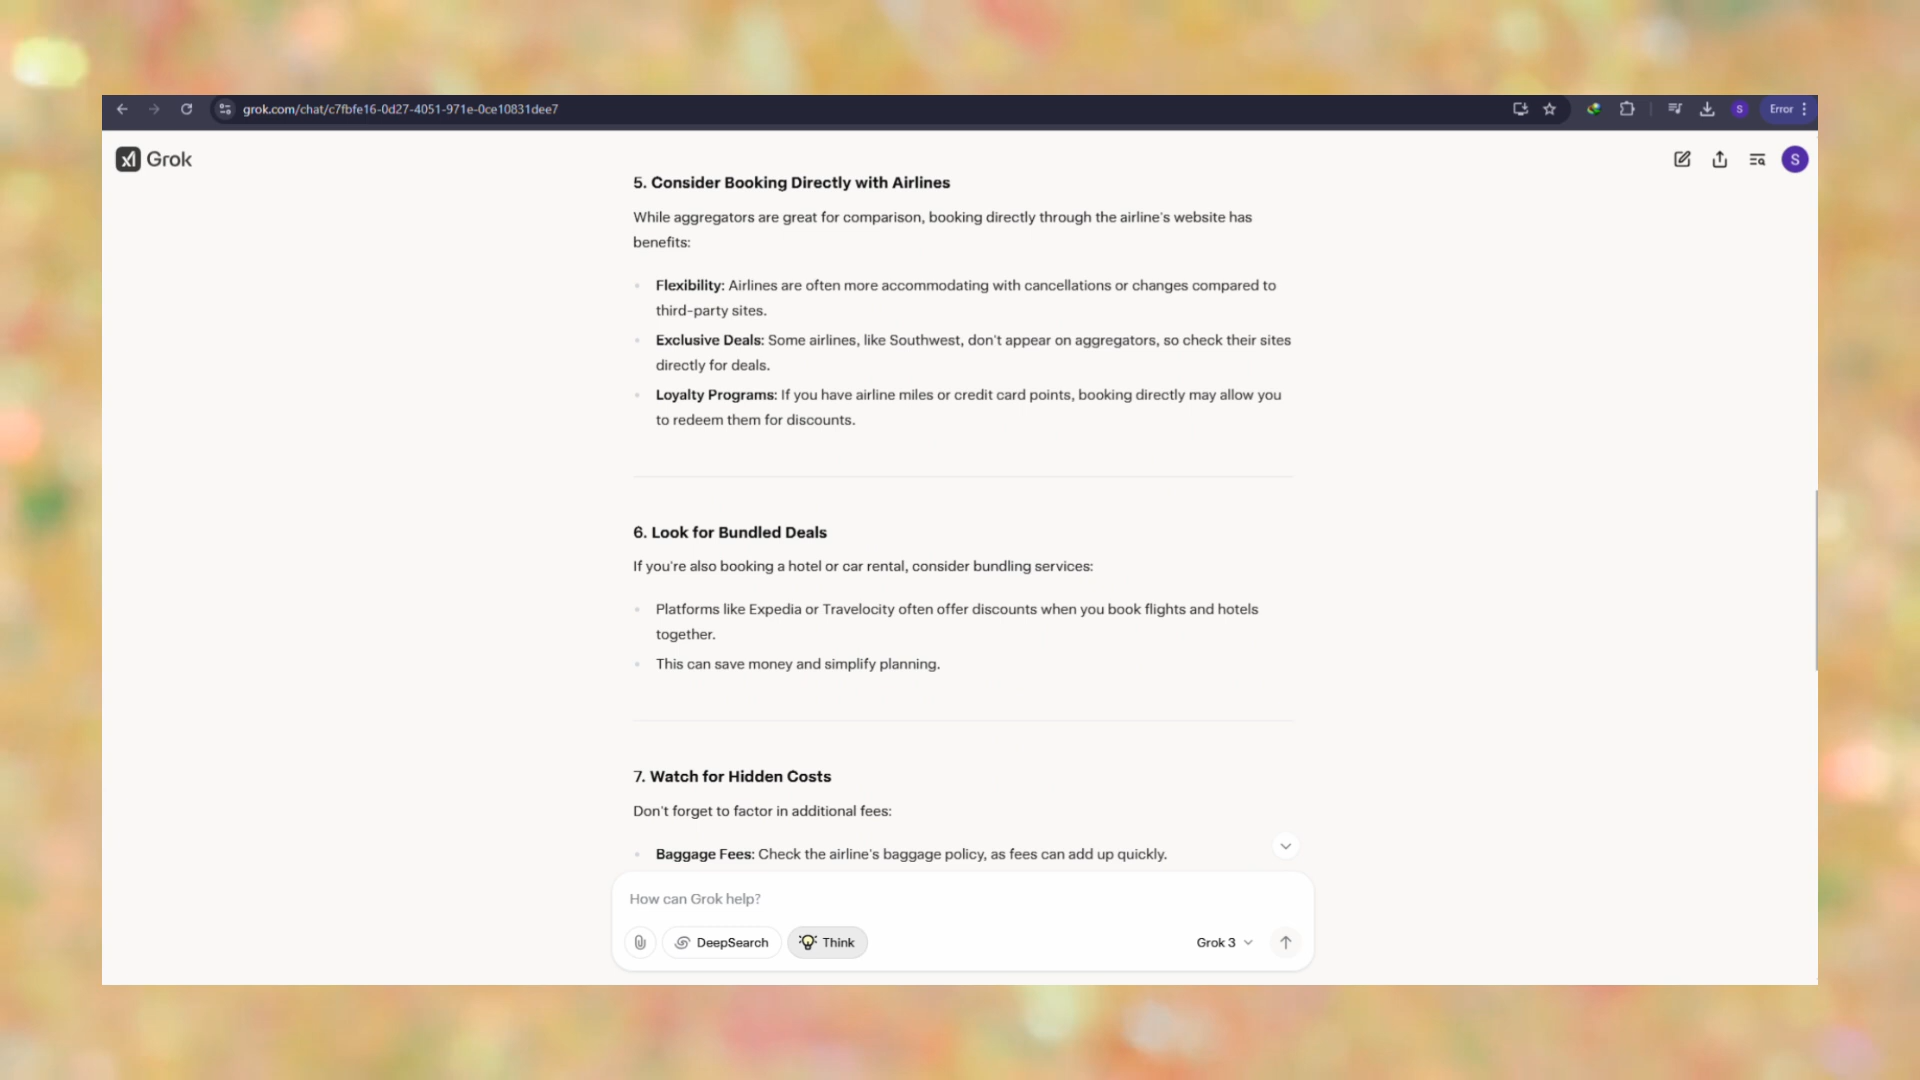 grok.com/chat/c7fbfe16-0d27-4051-971e-0ce10831dee7
S
Error
Grok
S
5. Consider Booking Directly with Airlines
While aggregators are great for comparison, booking directly through the airline's website has
benefits:
Flexibility: Airlines are often more accommodating with cancellations or changes compared to
third-party sites.
Exclusive Deals: Some airlines, like Southwest, don't appear on aggregators, so check their sites
directly for deals.
Loyalty Programs: If you have airline miles or credit card points, booking directly may allow you
to redeem them for discounts.
6. Look for Bundled Deals
If you're also booking a hotel or car rental, consider bundling services:
Platforms like Expedia or Travelocity often offer discounts when you book flights and hotels
together.
This can save money and simplify planning.
7. Watch for Hidden Costs
Don't forget to factor in additional fees:
Baggage Fees: Check the airline's baggage policy, as fees can add up quickly.
How can Grok help?
DeepSearch
Think
Grok 3